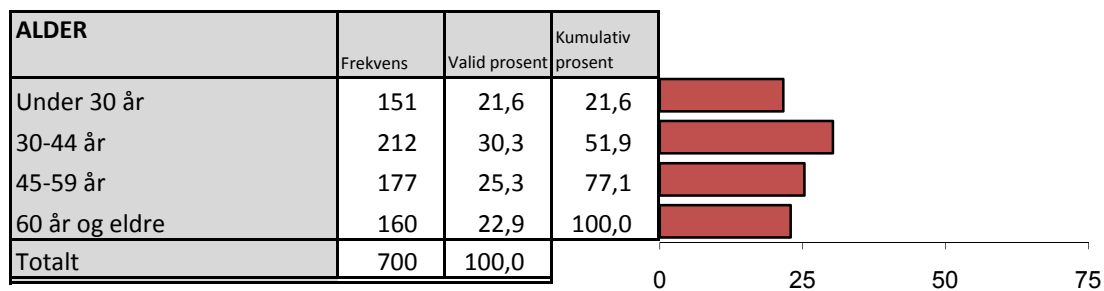 ALDER Frekvens Valid prosent Kumulativ prosent
Under 30 år 151 21,6 21,6
30-44 år 212 30,3 51,9
45-59 år 177 25,3 77,1
60 år og eldre 160 22,9 100,0
Totalt 700 100,0
0 25 50 75